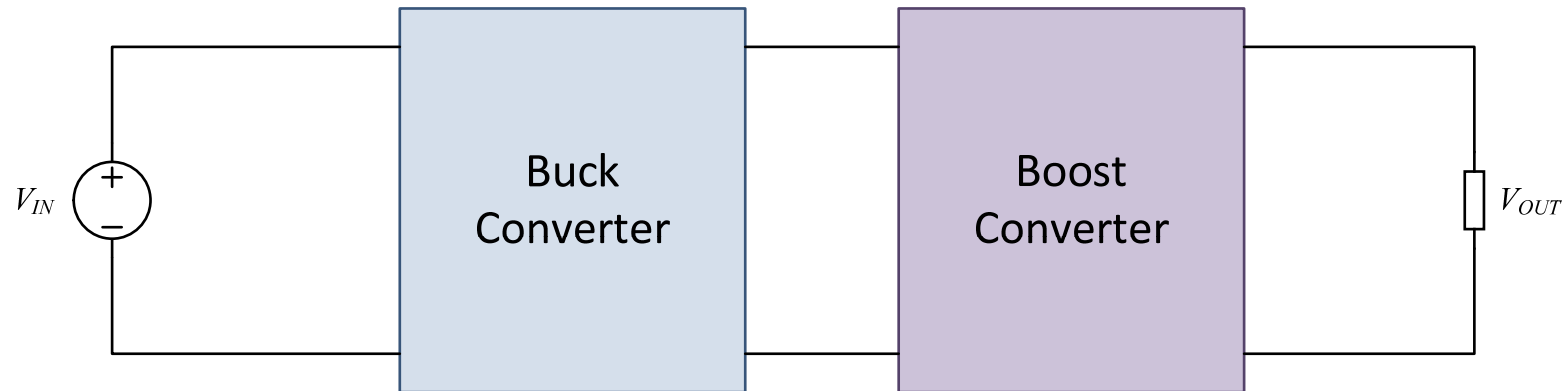 V_IN
+
−
Buck
Converter
Boost
Converter
V_OUT